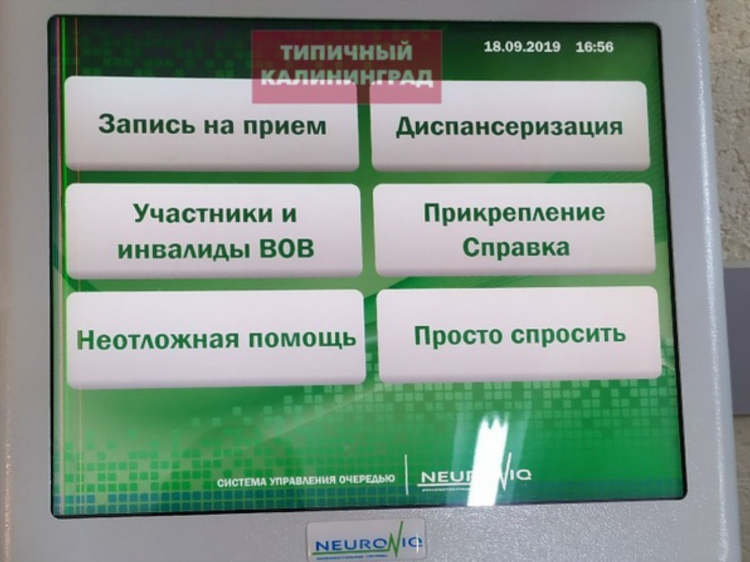 ТИПИЧНЫЙ
КАЛИНИНГРАД
18.09.2019 16:56
Запись на прием
Диспансеризация
Участники и
инвалиды ВОВ
Прикрепление
Справка
Неотложная помощь
Просто спросить
СИСТЕМА УПРАВЛЕНИЯ ОЧЕРЕДЬЮ
NEURONIQ
NEURONIQ